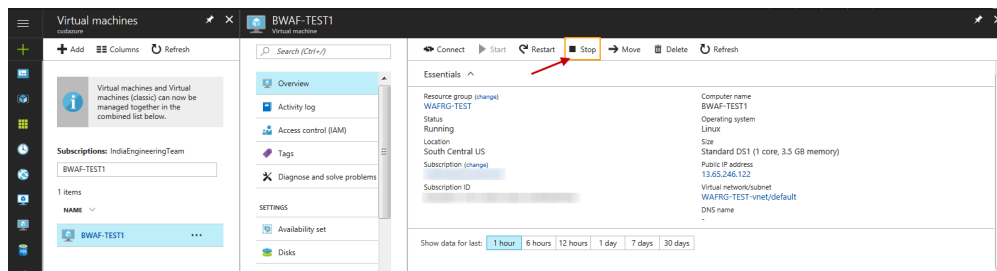 Virtual machines
cudazure
Add
Columns
Refresh
Virtual machines and Virtual
machines (classic) can now be
managed together in the
combined list below.
Subscriptions: IndiaEngineeringTeam
BWAF-TEST1
1 items
NAME
BWAF-TEST1
BWAF-TEST1
Virtual machine
Search (Ctrl+/)
Overview
Activity log
Access control (IAM)
Tags
Diagnose and solve problems
SETTINGS
Availability set
Disks
Connect
Start
Restart
Stop
Move
Delete
Refresh
Essentials
Resource group (change)
WAFRG-TEST
Status
Running
Location
South Central US
Subscription (change)
Subscription ID
Computer name
BWAF-TEST1
Operating system
Linux
Size
Standard DS1 (1 core, 3.5 GB memory)
Public IP address
13.65.246.122
Virtual network/subnet
WAFRG-TEST-vnet/default
DNS name
-
Show data for last: 1 hour 6 hours 12 hours 1 day 7 days 30 days